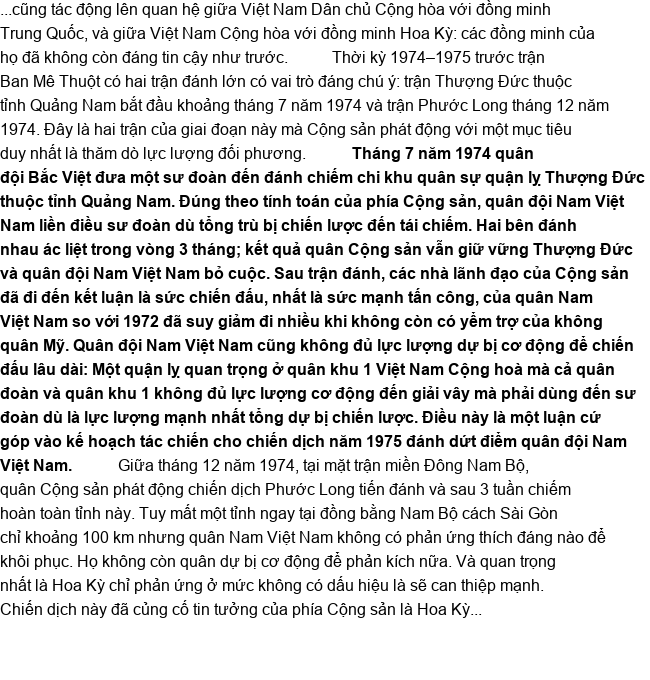 ...cũng tác động lên quan hệ giữa Việt Nam Dân chủ Cộng hòa với đồng minh
Trung Quốc, và giữa Việt Nam Cộng hòa với đồng minh Hoa Kỳ: các đồng minh của
họ đã không còn đáng tin cậy như trước. Thời kỳ 1974–1975 trước trận
Ban Mê Thuột có hai trận đánh lớn có vai trò đáng chú ý: trận Thượng Đức thuộc
tỉnh Quảng Nam bắt đầu khoảng tháng 7 năm 1974 và trận Phước Long tháng 12 năm
1974. Đây là hai trận của giai đoạn này mà Cộng sản phát động với một mục tiêu
duy nhất là thăm dò lực lượng đối phương. Tháng 7 năm 1974 quân
đội Bắc Việt đưa một sư đoàn đến đánh chiếm chi khu quân sự quận lỵ Thượng Đức
thuộc tỉnh Quảng Nam. Đúng theo tính toán của phía Cộng sản, quân đội Nam Việt
Nam liền điều sư đoàn dù tổng trù bị chiến lược đến tái chiếm. Hai bên đánh
nhau ác liệt trong vòng 3 tháng; kết quả quân Cộng sản vẫn giữ vững Thượng Đức
và quân đội Nam Việt Nam bỏ cuộc. Sau trận đánh, các nhà lãnh đạo của Cộng sản
đã đi đến kết luận là sức chiến đấu, nhất là sức mạnh tấn công, của quân Nam
Việt Nam so với 1972 đã suy giảm đi nhiều khi không còn có yểm trợ của không
quân Mỹ. Quân đội Nam Việt Nam cũng không đủ lực lượng dự bị cơ động để chiến
đấu lâu dài: Một quận lỵ quan trọng ở quân khu 1 Việt Nam Cộng hoà mà cả quân
đoàn và quân khu 1 không đủ lực lượng cơ động đến giải vây mà phải dùng đến sư
đoàn dù là lực lượng mạnh nhất tổng dự bị chiến lược. Điều này là một luận cứ
góp vào kế hoạch tác chiến cho chiến dịch năm 1975 đánh dứt điểm quân đội Nam
Việt Nam. Giữa tháng 12 năm 1974, tại mặt trận miền Đông Nam Bộ,
quân Cộng sản phát động chiến dịch Phước Long tiến đánh và sau 3 tuần chiếm
hoàn toàn tỉnh này. Tuy mất một tỉnh ngay tại đồng bằng Nam Bộ cách Sài Gòn
chỉ khoảng 100 km nhưng quân Nam Việt Nam không có phản ứng thích đáng nào để
khôi phục. Họ không còn quân dự bị cơ động để phản kích nữa. Và quan trọng
nhất là Hoa Kỳ chỉ phản ứng ở mức không có dấu hiệu là sẽ can thiệp mạnh.
Chiến dịch này đã củng cố tin tưởng của phía Cộng sản là Hoa Kỳ...